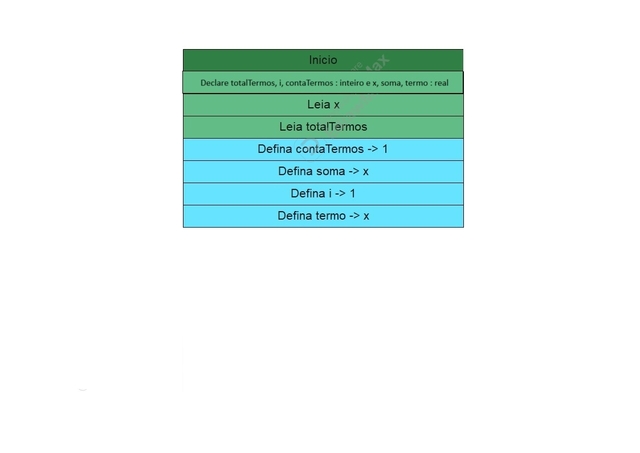 Inicio
Declare totalTermos, i, contaTermos : inteiro e x, soma, termo : real
Leia x
Leia totalTermos
Defina contaTermos -> 1
Defina soma -> x
Defina i -> 1
Defina termo -> x